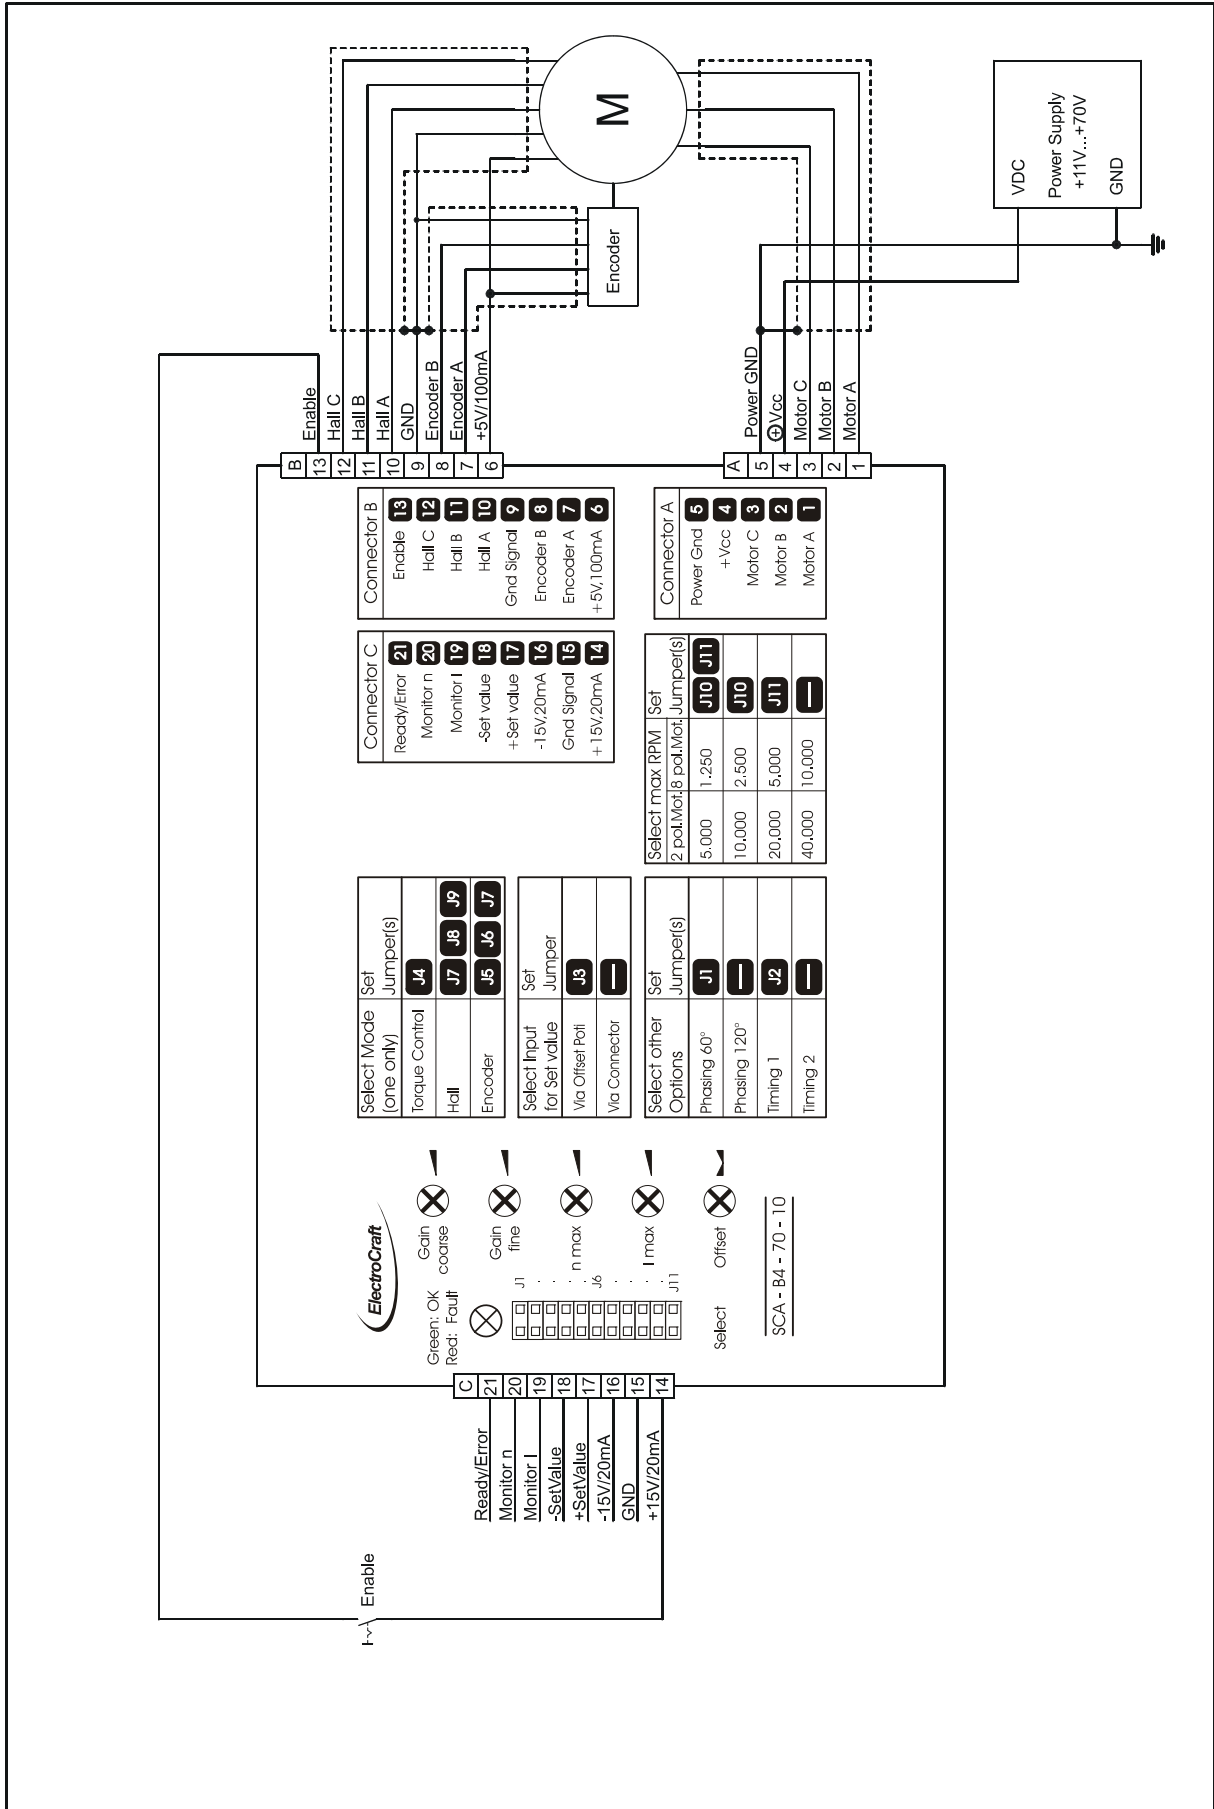 Enable
Ready/Error
Monitor n
Monitor I
-SetValue
+SetValue
-15V/20mA
GND
+15V/20mA
C
21
20
19
18
17
16
15
14
ElectroCraft
Green: OK
Red: Fault
J1
J6
J11
Select
Gain
coarse
Gain
fine
n max
I max
Offset
SCA - B4 - 70 - 10
Select Mode
(one only)
Set
Jumper(s)
Torque Control J4
Hall J7 J8 J9
Encoder J5 J6 J7
Select Input
for Set value
Set
Jumper
Via Offset Poti J3
Via Connector —
Select other
Options
Set
Jumper(s)
Phasing 60° J1
Phasing 120° —
Timing 1 J2
Timing 2 —
Connector C
Ready/Error 21
Monitor n 20
Monitor I 19
-Set value 18
+Set value 17
-15V,20mA 16
Gnd Signal 15
+15V,20mA 14
Select max RPM
2 pol.Mot. 8 pol.Mot.
Set
Jumper(s)
5.000 1.250 J10 J11
10.000 2.500 J10
20.000 5.000 J11
40.000 10.000 —
Connector B
Enable 13
Hall C 12
Hall B 11
Hall A 10
Gnd Signal 9
Encoder B 8
Encoder A 7
+5V,100mA 6
Connector A
Power Gnd 5
+Vcc 4
Motor C 3
Motor B 2
Motor A 1
B
13 Enable
12 Hall C
11 Hall B
10 Hall A
9 GND
8 Encoder B
7 Encoder A
6 +5V/100mA
A
5 Power GND
4 +Vcc
3 Motor C
2 Motor B
1 Motor A
Encoder
M
VDC
Power Supply
+11V...+70V
GND